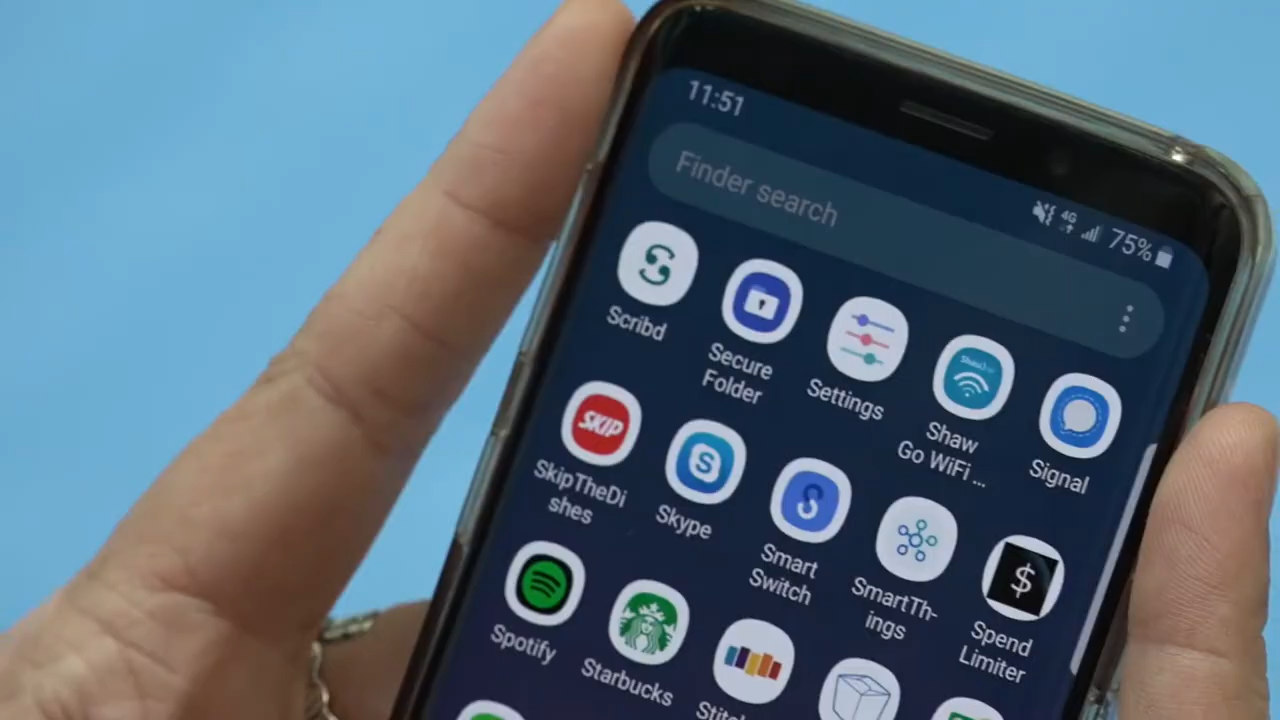 11:51
4G
75%
Finder search
Scribd
Secure
Folder
Settings
Shaw
Go WiFi ...
Signal
SKIP
SkipTheDi
shes
Skype
Smart
Switch
SmartTh-
ings
$
Spend
Limiter
Spotify
Starbucks